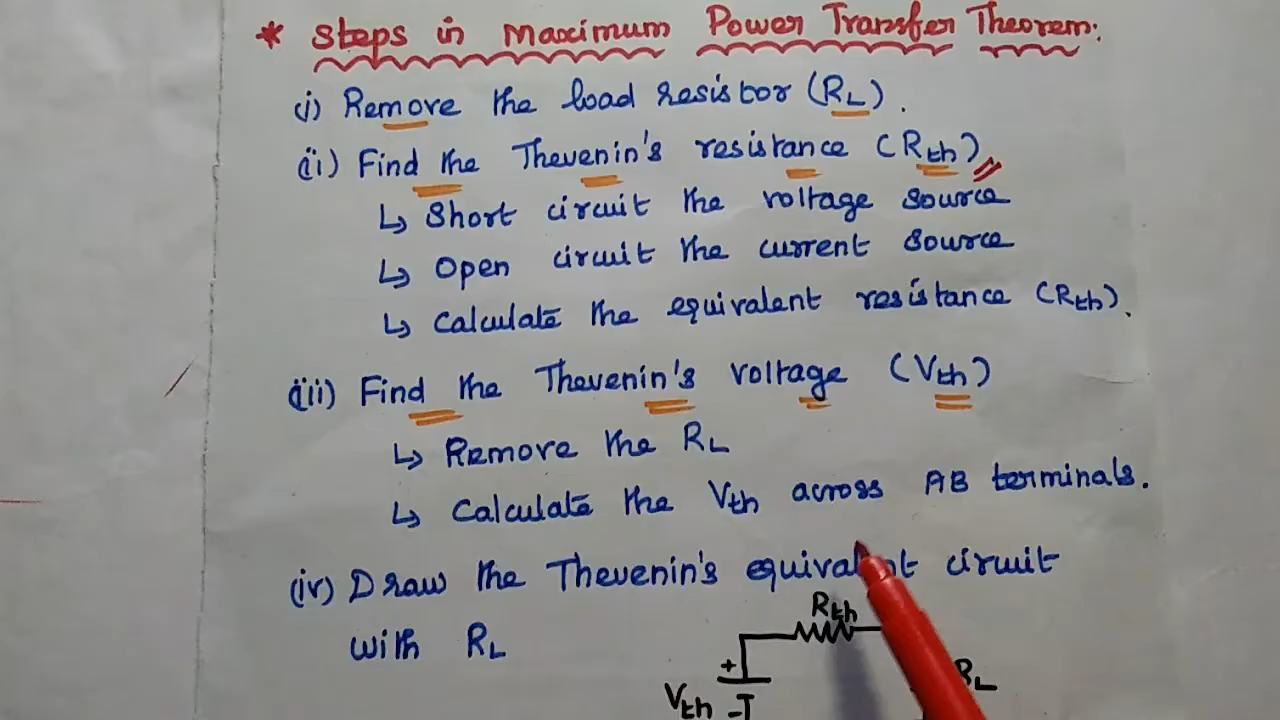 * Steps in Maximum Power Transfer Theorem.
(i) Remove the load resistor (RL).
(ii) Find the Thevenin's resistance (Rth)
↳ Short circuit the voltage source
↳ Open circuit the current source
↳ Calculate the equivalent resistance (Rth).
(iii) Find the Thevenin's voltage (Vth)
↳ Remove the RL
↳ Calculate the Vth across AB terminals.
(iv) Draw the Thevenin's equivalent circuit
with RL
Rth
+
Vth - RL